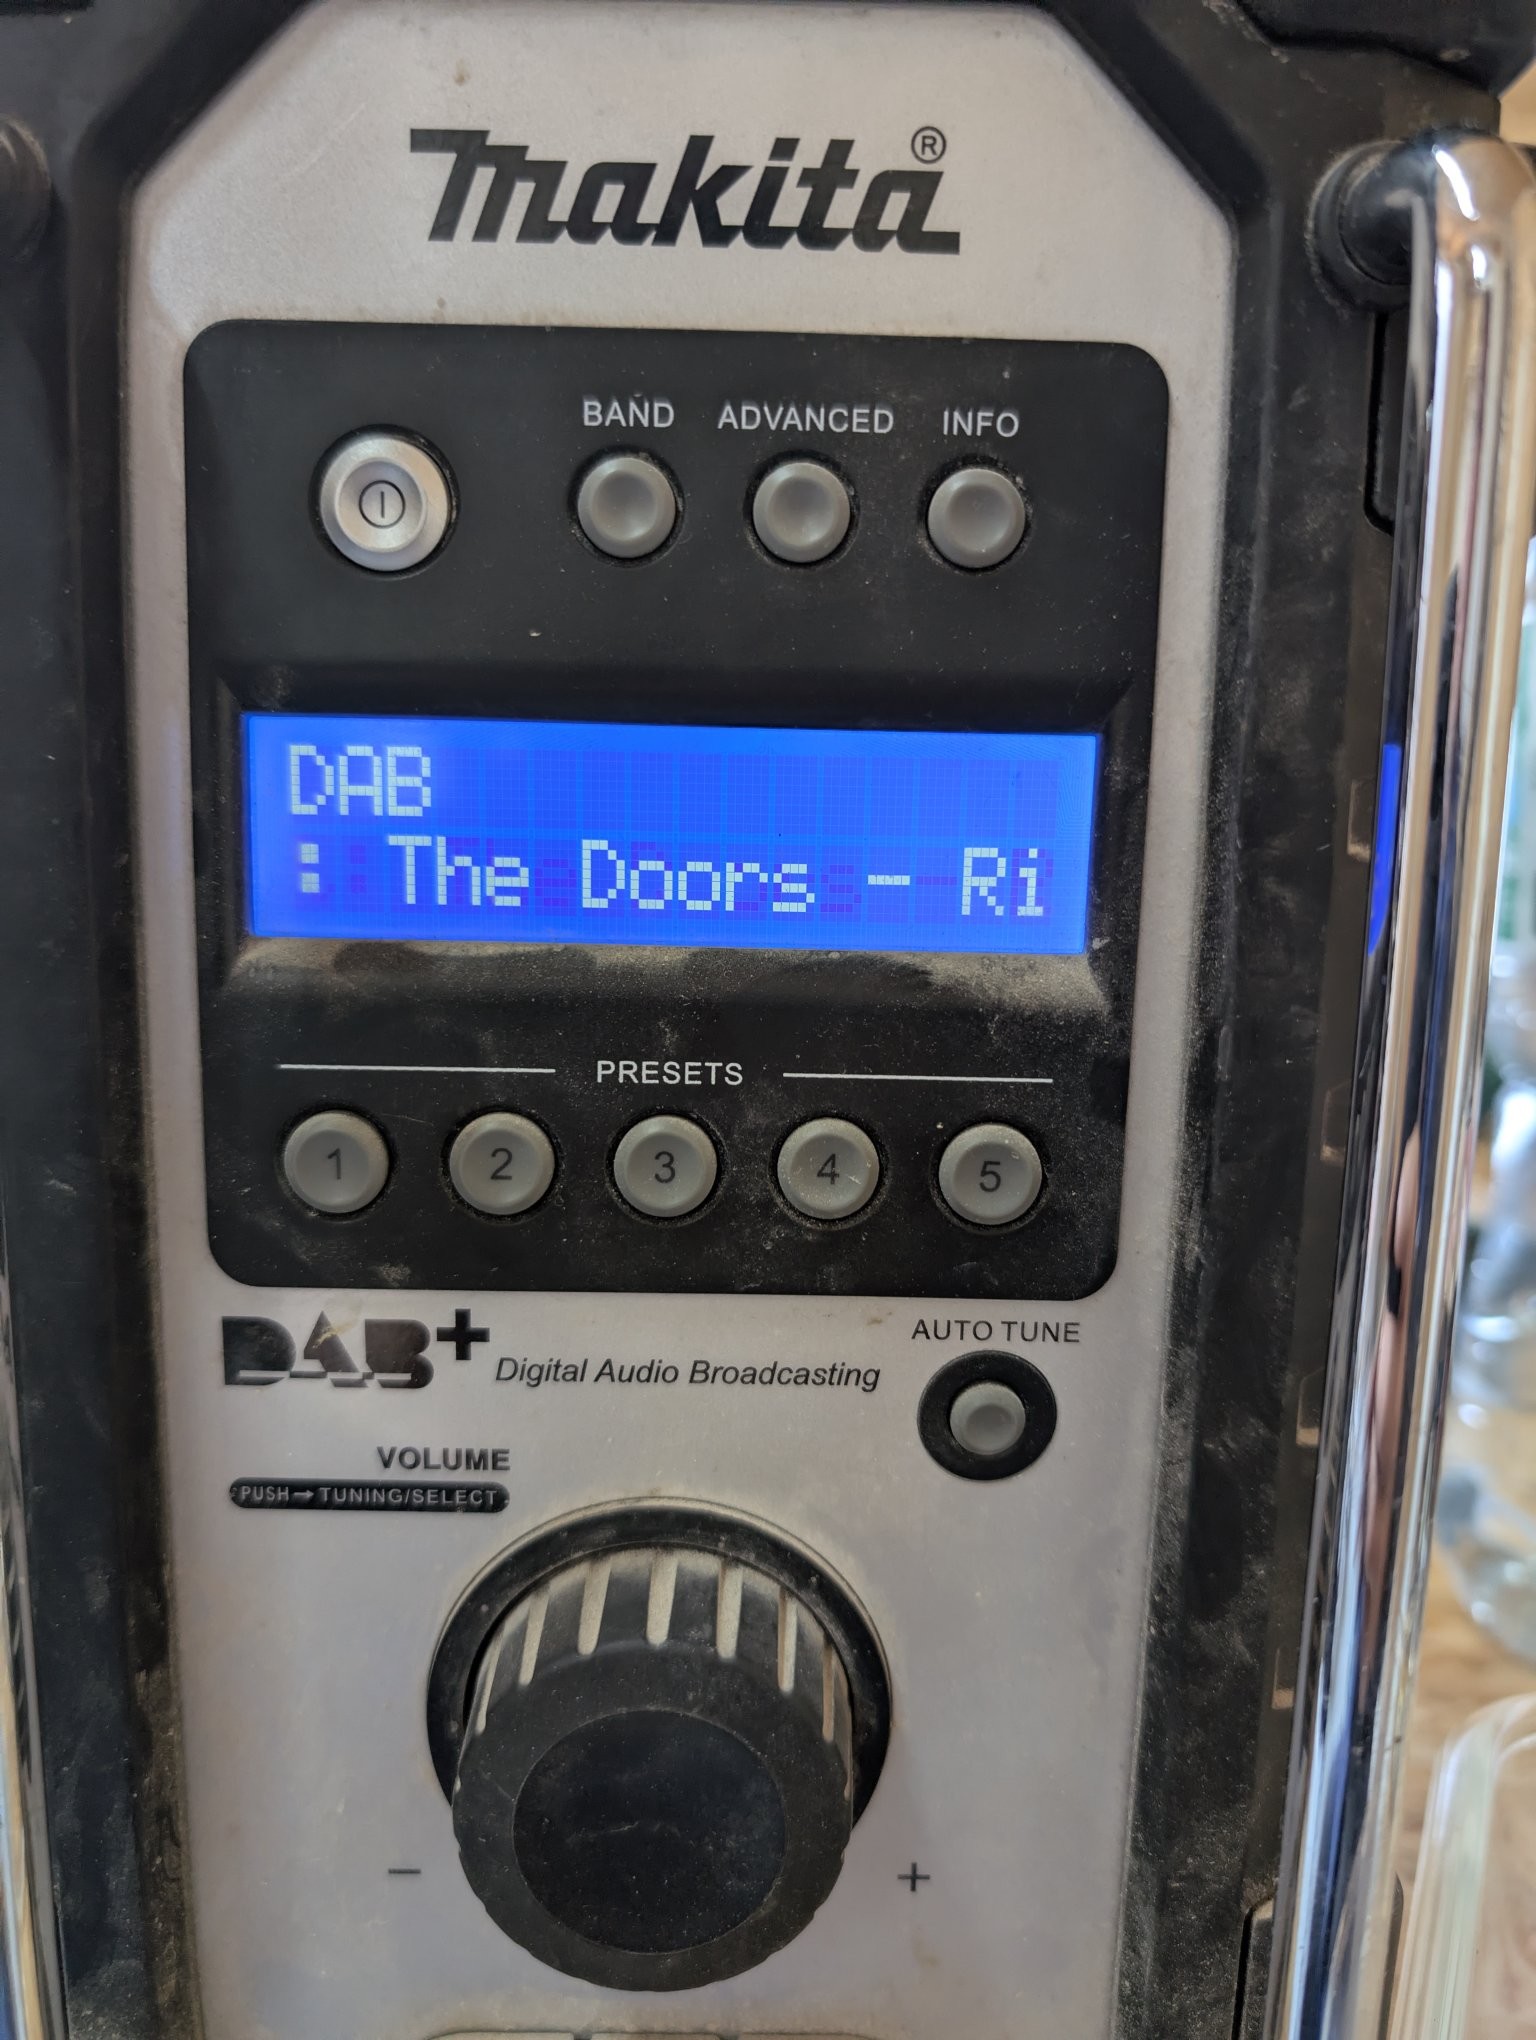 makita®
BAND ADVANCED INFO
DAB
: The Doors - Ri
PRESETS
1 2 3 4 5
DAB+ Digital Audio Broadcasting
AUTO TUNE
VOLUME
PUSH→TUNING/SELECT
- +